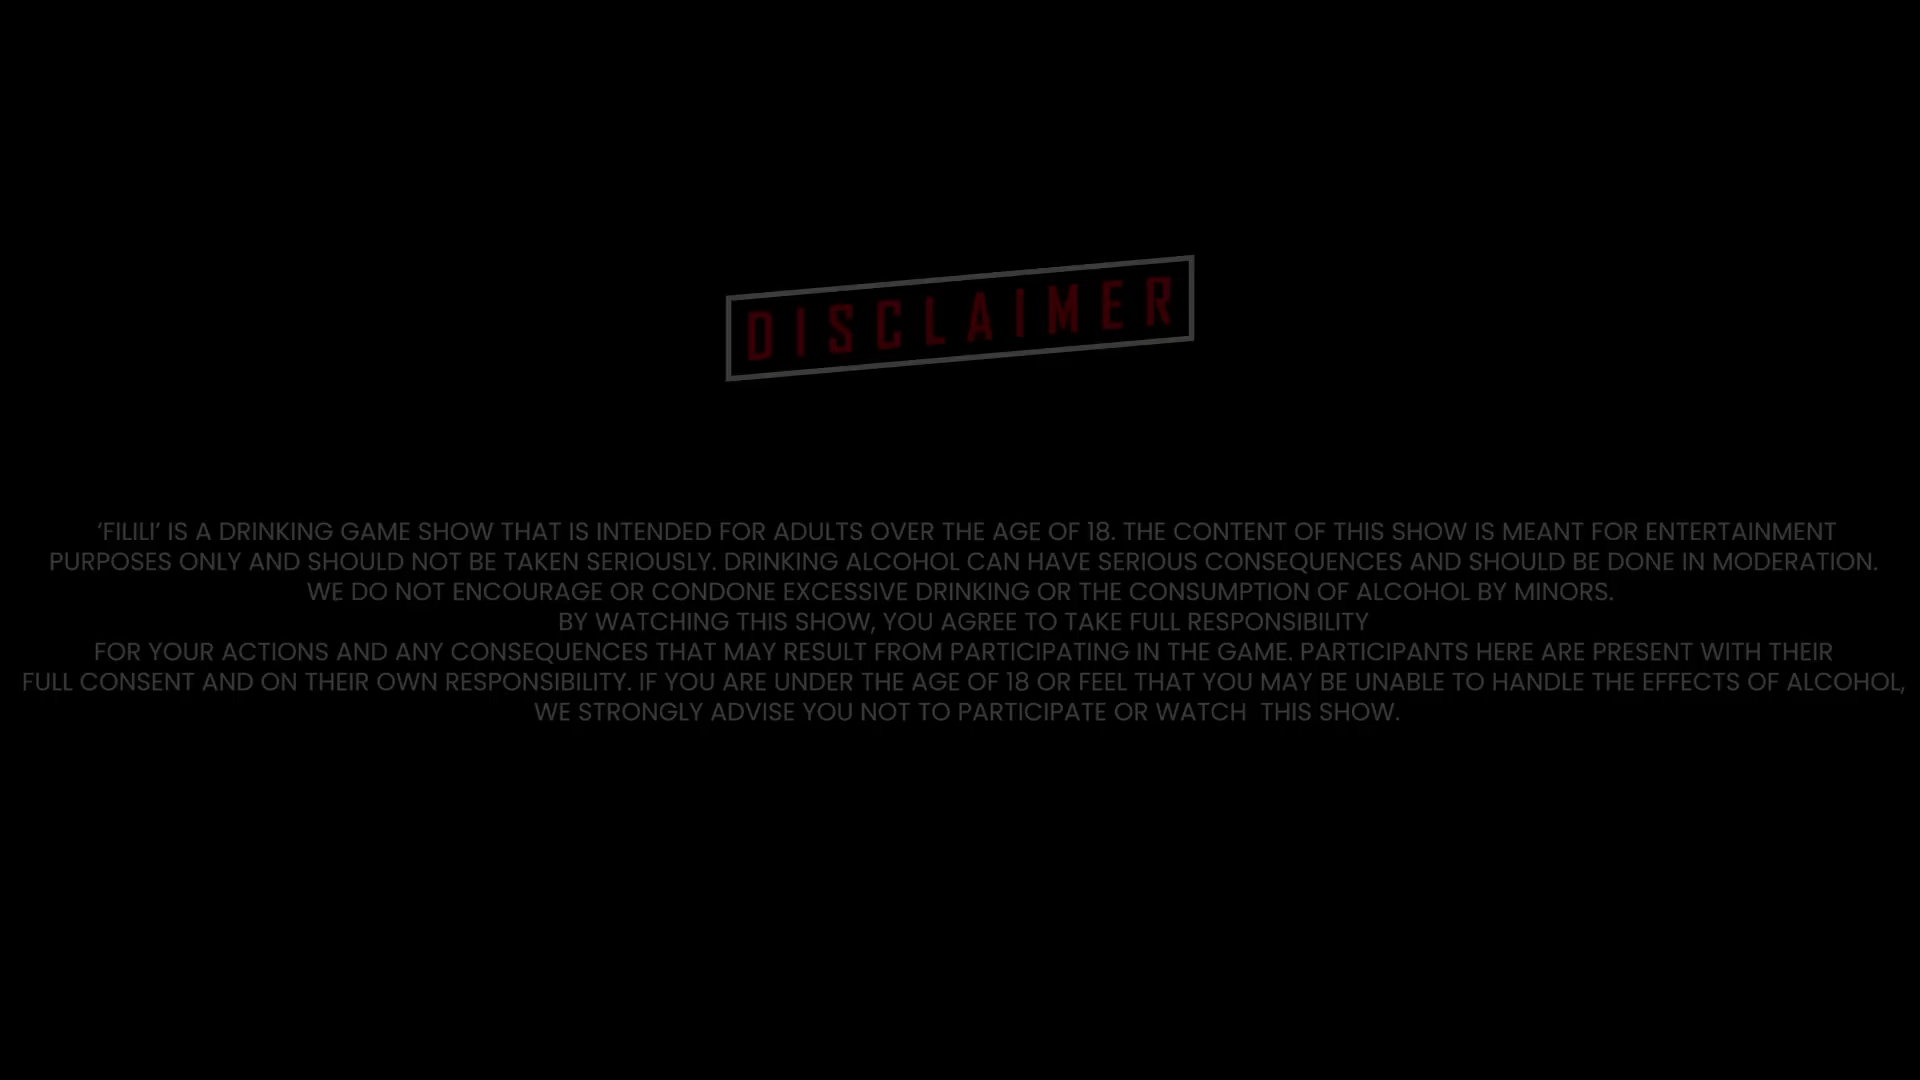 DISCLAIMER
‘FILILI’ IS A DRINKING GAME SHOW THAT IS INTENDED FOR ADULTS OVER THE AGE OF 18. THE CONTENT OF THIS SHOW IS MEANT FOR ENTERTAINMENT
PURPOSES ONLY AND SHOULD NOT BE TAKEN SERIOUSLY. DRINKING ALCOHOL CAN HAVE SERIOUS CONSEQUENCES AND SHOULD BE DONE IN MODERATION.
WE DO NOT ENCOURAGE OR CONDONE EXCESSIVE DRINKING OR THE CONSUMPTION OF ALCOHOL BY MINORS.
BY WATCHING THIS SHOW, YOU AGREE TO TAKE FULL RESPONSIBILITY
FOR YOUR ACTIONS AND ANY CONSEQUENCES THAT MAY RESULT FROM PARTICIPATING IN THE GAME. PARTICIPANTS HERE ARE PRESENT WITH THEIR
FULL CONSENT AND ON THEIR OWN RESPONSIBILITY. IF YOU ARE UNDER THE AGE OF 18 OR FEEL THAT YOU MAY BE UNABLE TO HANDLE THE EFFECTS OF ALCOHOL,
WE STRONGLY ADVISE YOU NOT TO PARTICIPATE OR WATCH  THIS SHOW.